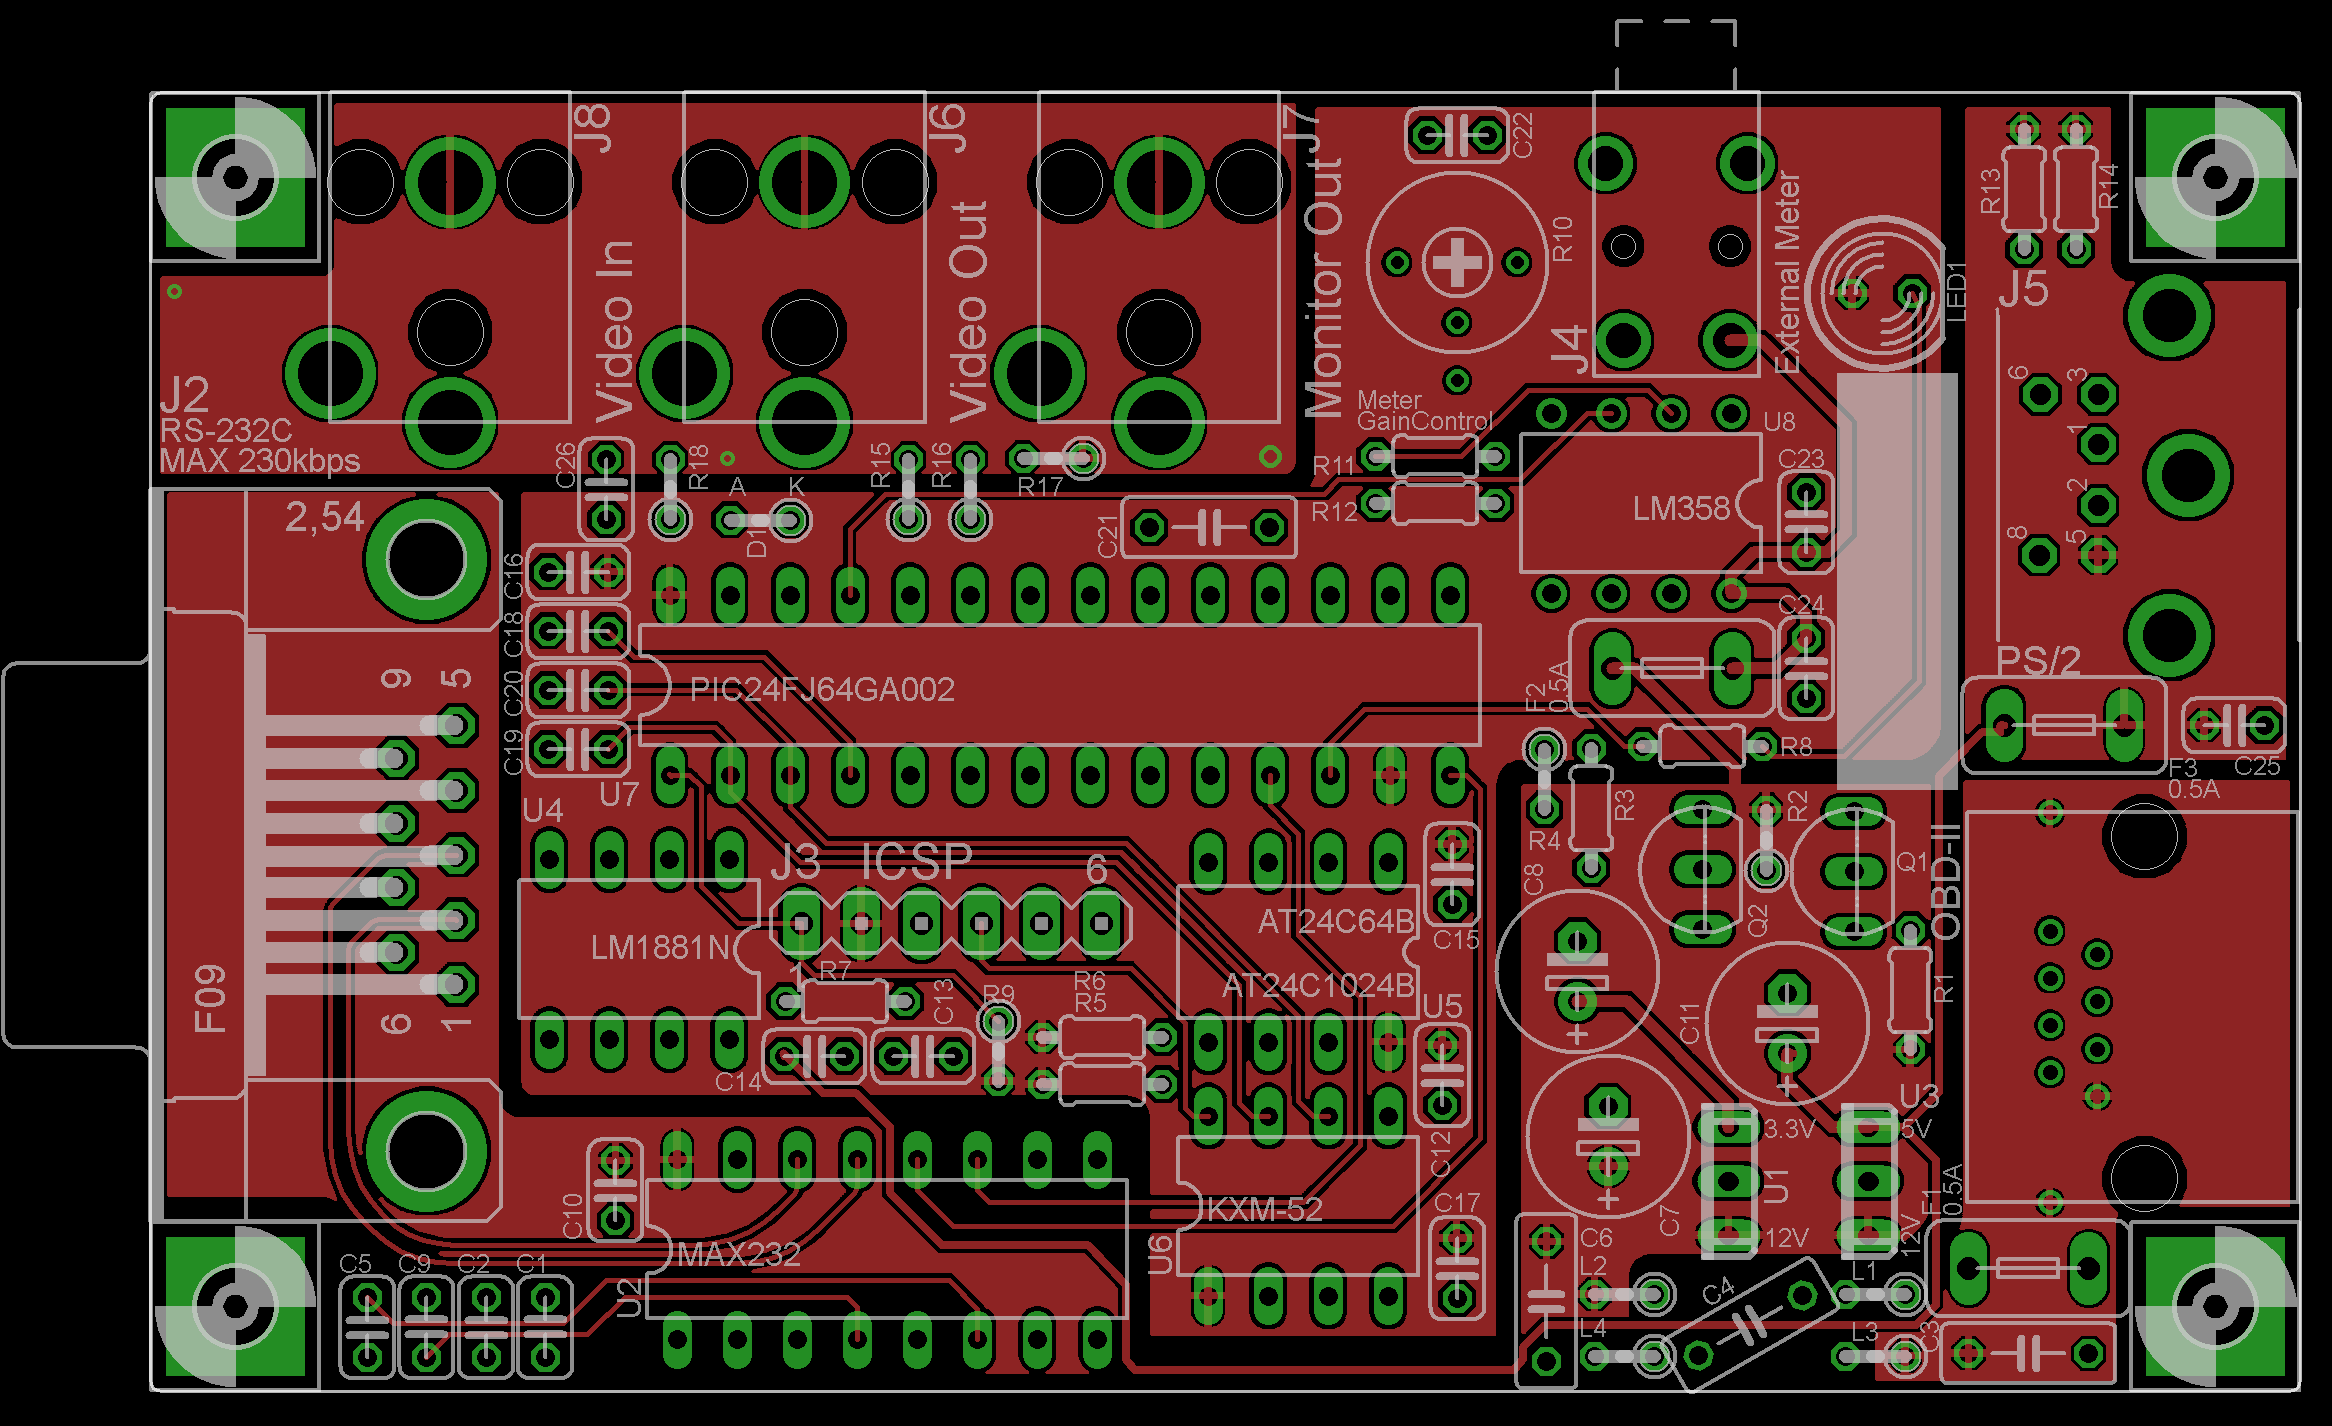 J8
J6
J7
C22
R13
R14
R10
Video In
Video Out
Monitor Out
External Meter
LED1
J5
J4
J2
RS-232C
MAX 230kbps
Meter
GainControl
U8
6
3
1
2
8
5
C26
R18
A
K
R15
R16
R17
R11
R12
LM358
C23
2,54
D1
C21
C16
C18
C20
C19
PIC24FJ64GA002
C24
F2
0.5A
PS/2
9
5
R8
F3
0.5A
C25
U4
U7
R3
R4
R2
J3
ICSP
6
C8
Q1
Q2
OBD-II
LM1881N
AT24C64B
AT24C1024B
C15
1
R7
C13
R9
R6
R5
U5
C11
R1
F09
6
1
C14
U3
3.3V
5V
C12
U1
F1
0.5A
C10
KXM-52
C17
C7
12V
12V
MAX232
U6
C6
L2
L1
C5
C9
C2
C1
U2
C4
L4
L3
C3